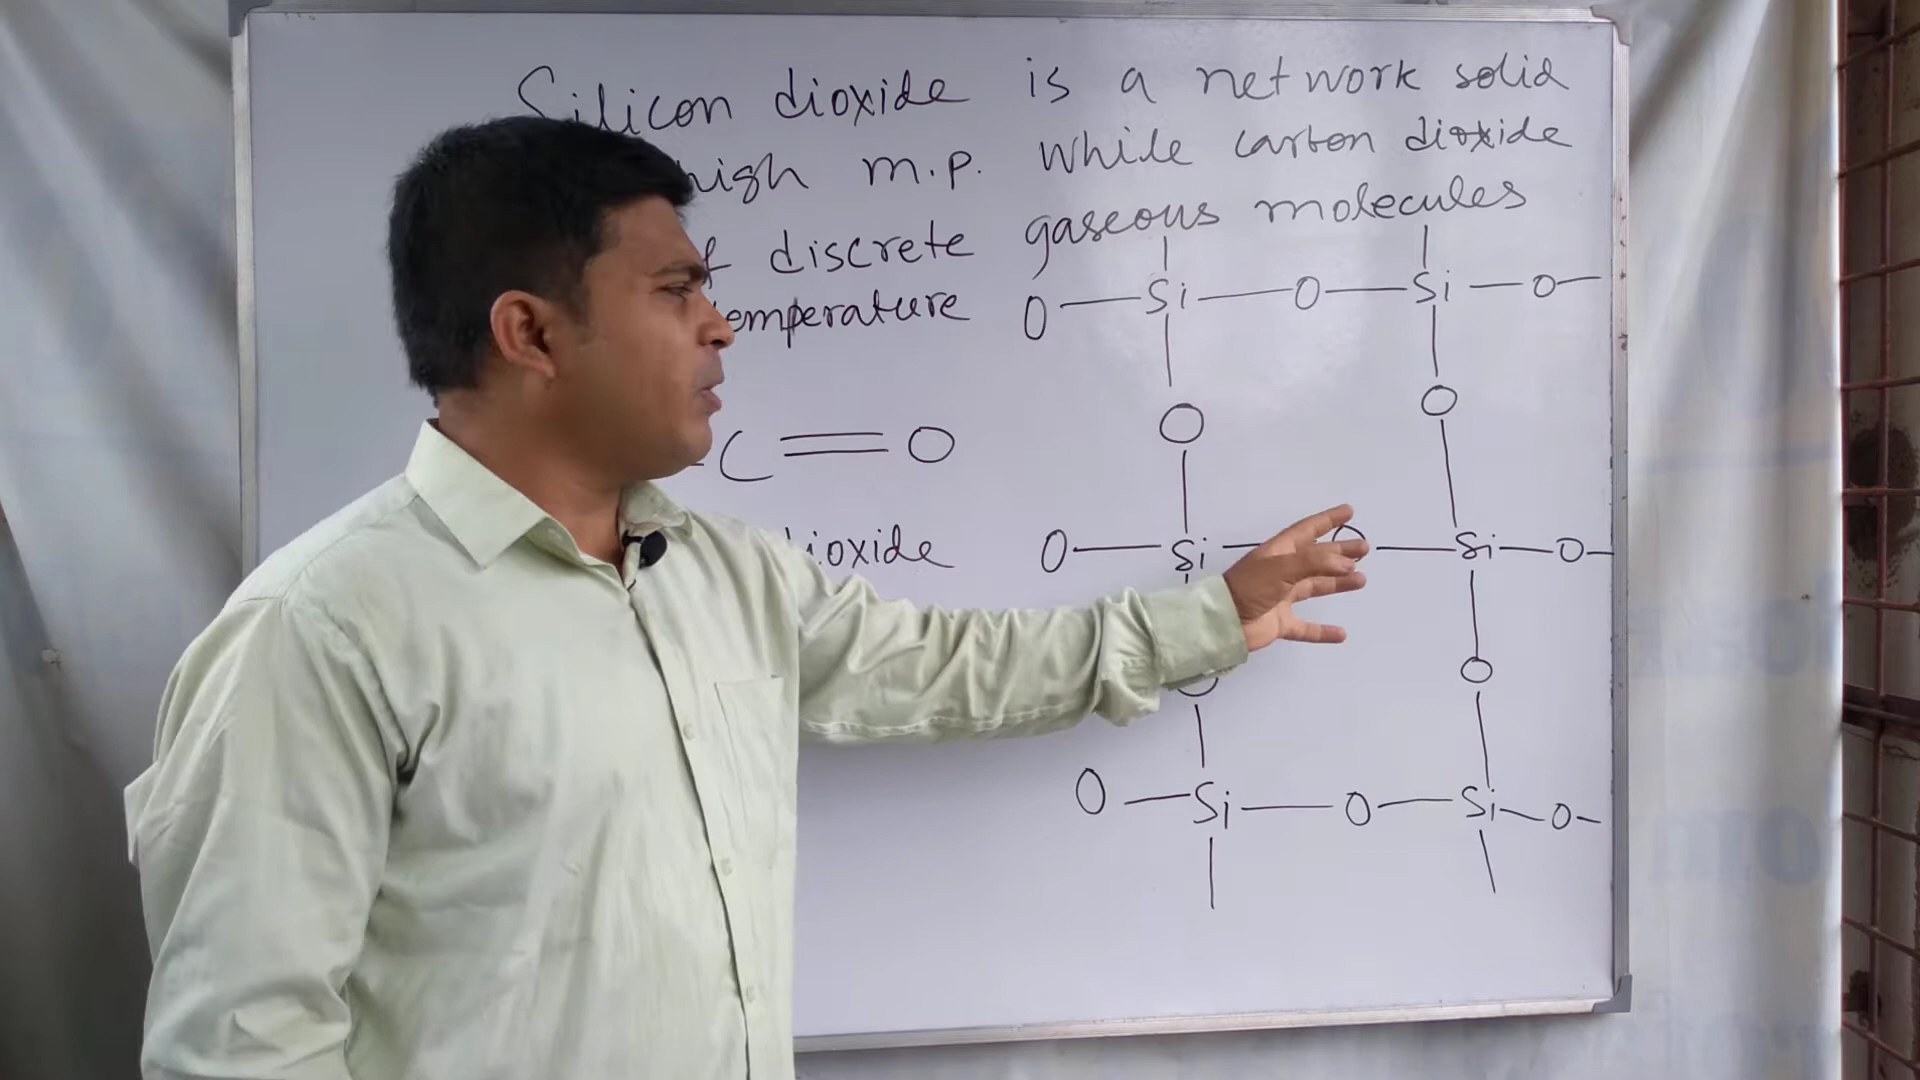 Silicon dioxide is a network solid
high m.p. while carbon dioxide
discrete gaseous molecules
emperature
O — Si — O — Si — O —
O O
C = O
ioxide
O — Si — O — Si — O —
O
O — Si — O — Si — O —